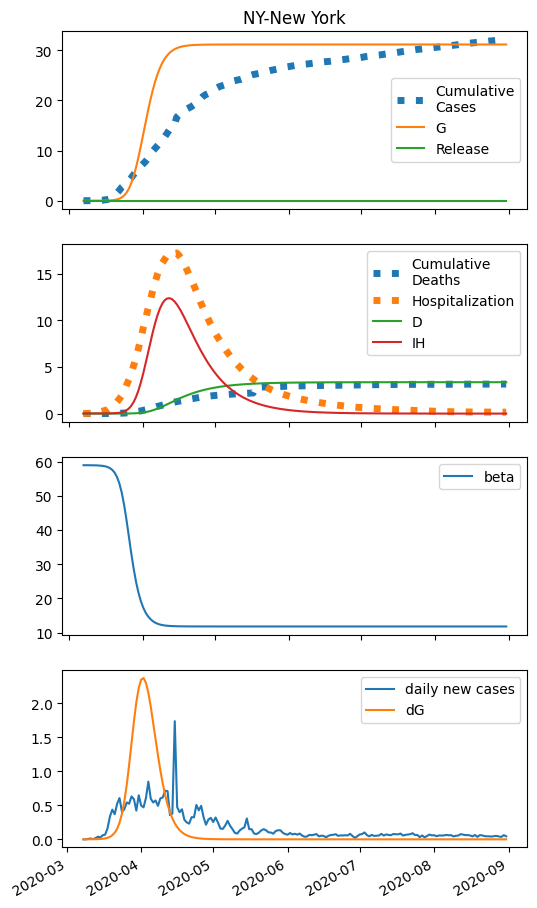 NY-New York
30
20
10
0
Cumulative
Cases
G
Release
15
10
5
0
Cumulative
Deaths
Hospitalization
D
IH
60
50
40
30
20
10
beta
2.0
1.5
1.0
0.5
0.0
daily new cases
dG
2020-03
2020-04
2020-05
2020-06
2020-07
2020-08
2020-09